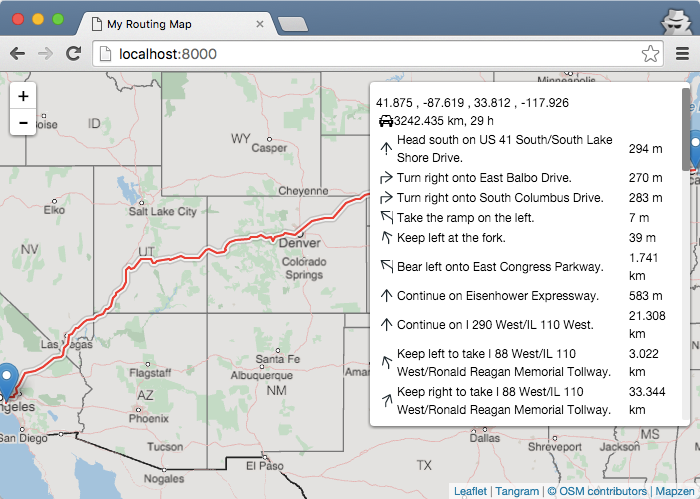 My Routing Map
localhost:8000
+
-
41.875 , -87.619 , 33.812 , -117.926
3242.435 km, 29 h
Head south on US 41 South/South Lake
Shore Drive.
294 m
Turn right onto East Balbo Drive.
270 m
Turn right onto South Columbus Drive.
283 m
Take the ramp on the left.
7 m
Keep left at the fork.
39 m
Bear left onto East Congress Parkway.
1.741
km
Continue on Eisenhower Expressway.
583 m
Continue on I 290 West/IL 110 West.
21.308
km
Keep left to take I 88 West/IL 110
West/Ronald Reagan Memorial Tollway.
3.022
km
Keep right to take I 88 West/IL 110
West/Ronald Reagan Memorial Tollway.
33.344
km
Minneapolis
Boise
ID
WY
Casper
Elko
Salt Lake City
Cheyenne
NV
UT
Denver
Colorado
Springs
Las Vegas
Santa Fe
Flagstaff
Albuquerque
AZ
NM
Phoenix
ngeles
San Diego
Tucson
Nogales
El Paso
TX
Dallas
Shreveport
Jackson
MS
Leaflet | Tangram | © OSM contributors | Mapzen